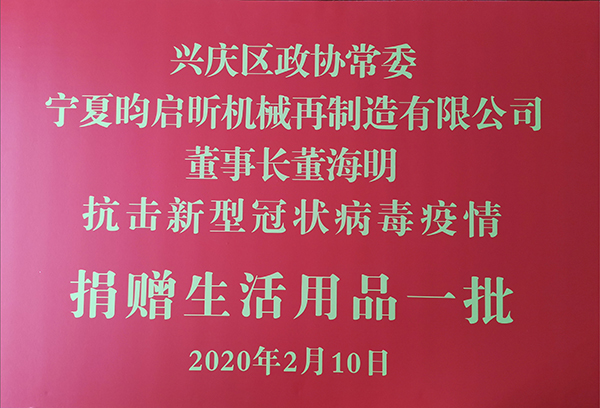 兴庆区政协常委
宁夏昀启昕机械再制造有限公司
董事长董海明
抗击新型冠状病毒疫情
捐赠生活用品一批
2020年2月10日